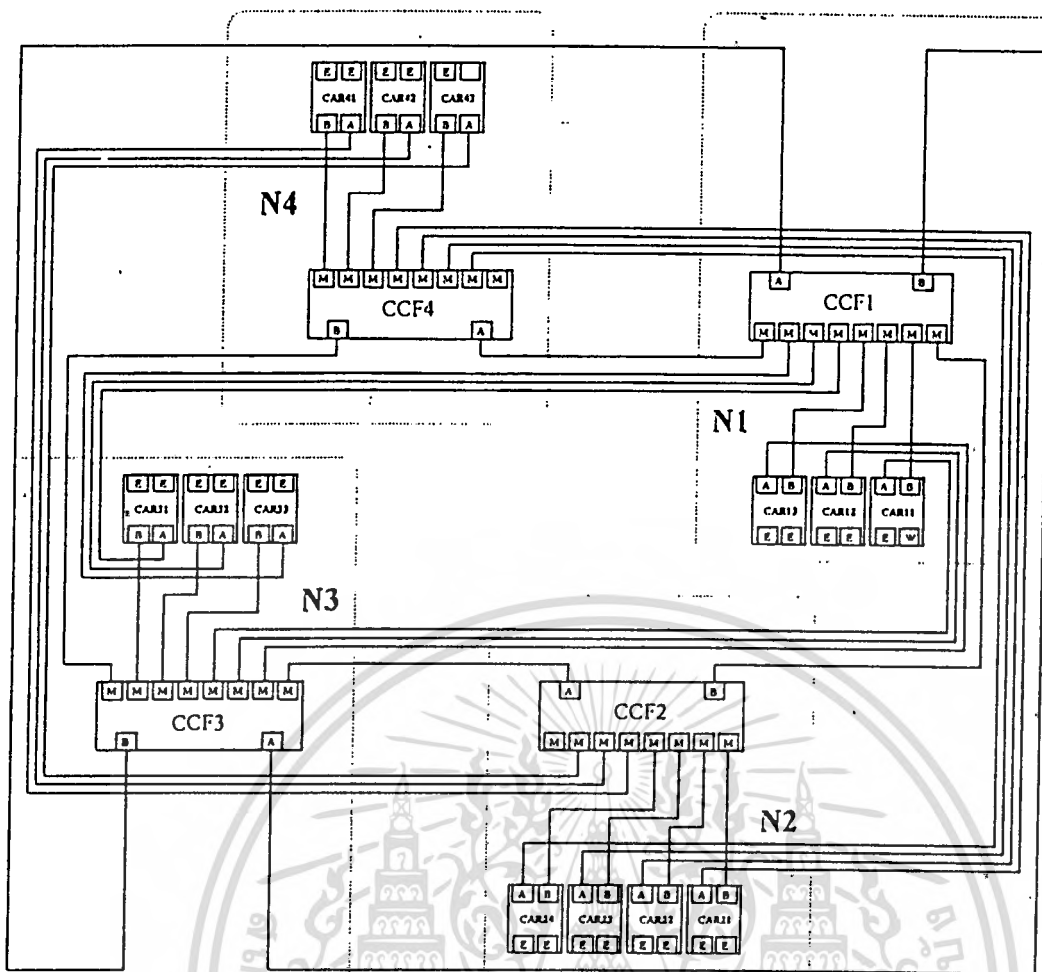 E E E E E
CAR41 CAR42 CAR43
B A B A B A
N4
M M M M M M M M
CCF4
B A
A B
CCF1
M M M M M M M M
N1
A B A B A B
CAR13 CAR12 CAR11
E E E E E W
E E E E E E
CAR31 CAR32 CAR33
B A B A B A
N3
M M M M M M M M
CCF3
B A
A B
CCF2
M M M M M M M M
N2
A B A B A B A B
CAR24 CAR23 CAR22 CAR21
E E E E E E E E